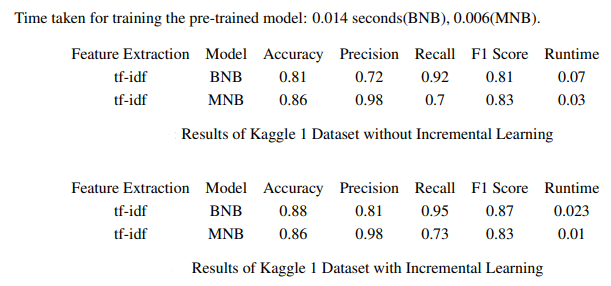 Time taken for training the pre-trained model: 0.014 seconds(BNB), 0.006(MNB).
Feature Extraction Model Accuracy Precision Recall F1 Score Runtime
tf-idf BNB 0.81 0.72 0.92 0.81 0.07
tf-idf MNB 0.86 0.98 0.7 0.83 0.03
Results of Kaggle 1 Dataset without Incremental Learning
Feature Extraction Model Accuracy Precision Recall F1 Score Runtime
tf-idf BNB 0.88 0.81 0.95 0.87 0.023
tf-idf MNB 0.86 0.98 0.73 0.83 0.01
Results of Kaggle 1 Dataset with Incremental Learning